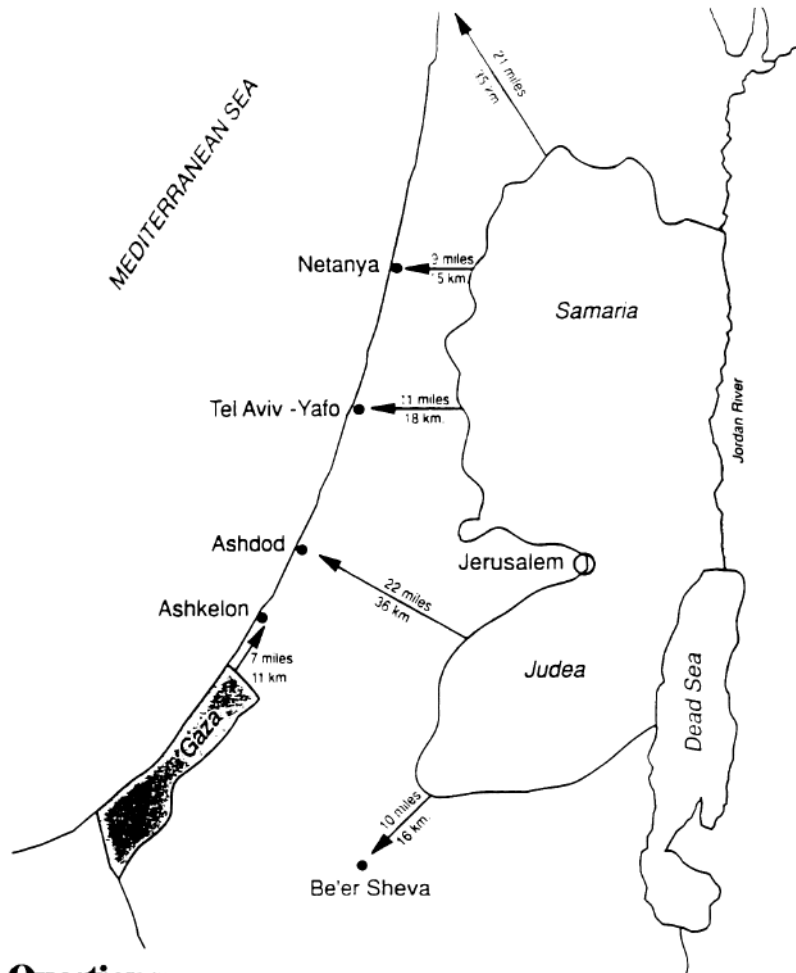 21 miles
35 km
MEDITERRANEAN SEA
Netanya
9 miles
15 km.
Samaria
Tel Aviv -Yafo
11 miles
18 km.
Jordan River
Ashdod
Jerusalem
22 miles
36 km
Ashkelon
7 miles
11 km
Judea
Dead Sea
Gaza
10 miles
16 km.
Be'er Sheva